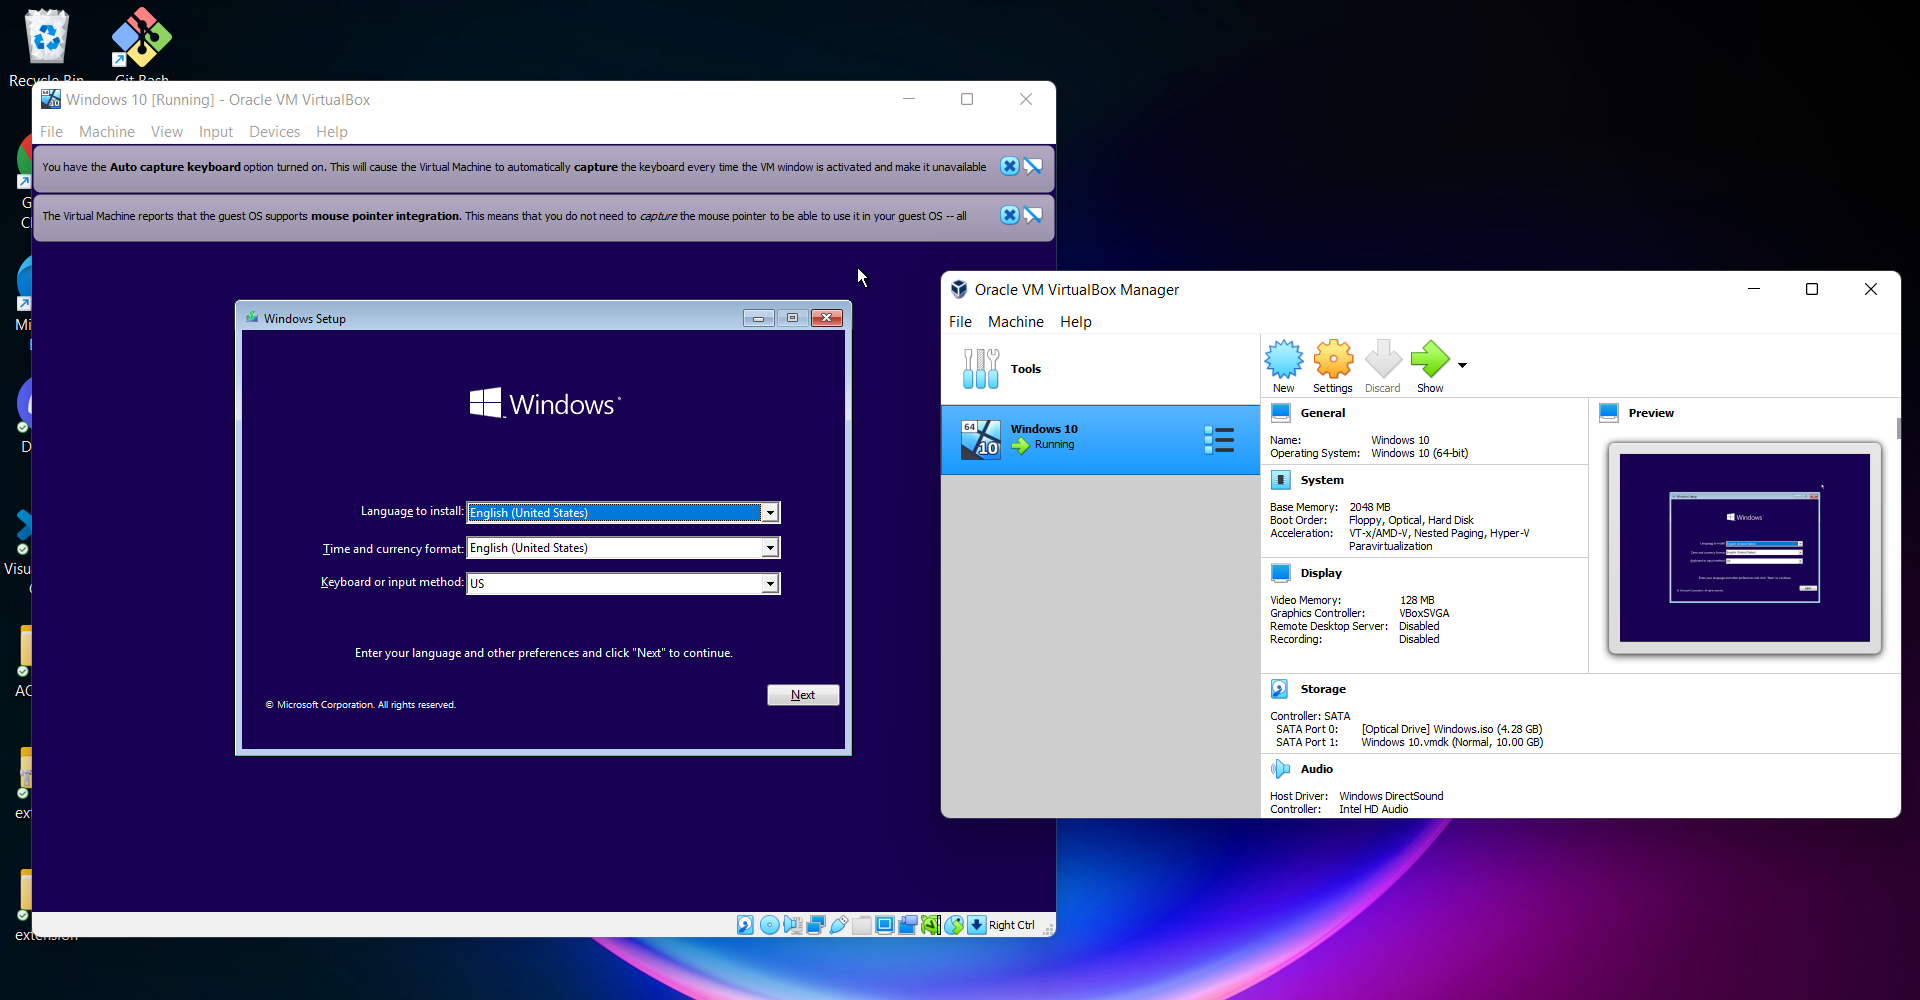 Recycle Bin
Git Bash
Windows 10 [Running] - Oracle VM VirtualBox
File Machine View Input Devices Help
You have the Auto capture keyboard option turned on. This will cause the Virtual Machine to automatically capture the keyboard every time the VM window is activated and make it unavailable
The Virtual Machine reports that the guest OS supports mouse pointer integration. This means that you do not need to capture the mouse pointer to be able to use it in your guest OS -- all
Windows Setup
Windows
Language to install: English (United States)
Time and currency format: English (United States)
Keyboard or input method: US
Enter your language and other preferences and click "Next" to continue.
Next
© Microsoft Corporation. All rights reserved.
Right Ctrl
G
Cl
Mi
D
Visu
AC
ex
extension
Oracle VM VirtualBox Manager
File Machine Help
Tools
64
10
Windows 10
Running
New Settings Discard Show
General
Name: Windows 10
Operating System: Windows 10 (64-bit)
System
Base Memory: 2048 MB
Boot Order: Floppy, Optical, Hard Disk
Acceleration: VT-x/AMD-V, Nested Paging, Hyper-V
Paravirtualization
Display
Video Memory: 128 MB
Graphics Controller: VBoxSVGA
Remote Desktop Server: Disabled
Recording: Disabled
Preview
Windows
Storage
Controller: SATA
SATA Port 0: [Optical Drive] Windows.iso (4.28 GB)
SATA Port 1: Windows 10.vmdk (Normal, 10.00 GB)
Audio
Host Driver: Windows DirectSound
Controller: Intel HD Audio